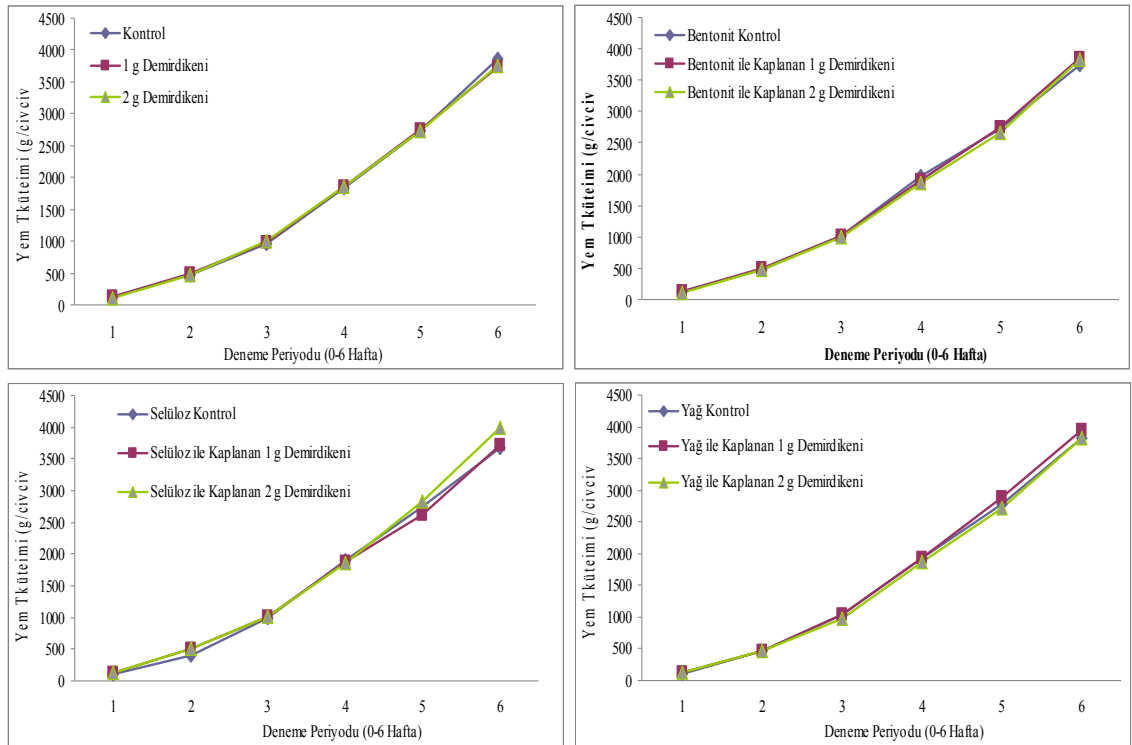 4500
4000
3500
3000
2500
2000
1500
1000
500
0
Yem Tküteimi (g/civciv
Kontrol
1 g Demirdikeni
2 g Demirdikeni
1 2 3 4 5 6
Deneme Periyodu (0-6 Hafta)
4500
4000
3500
3000
2500
2000
1500
1000
500
0
Yem Tküteimi (g/civciv
Bentonit Kontrol
Bentonit ile Kaplanan 1 g Demirdikeni
Bentonit ile Kaplanan 2 g Demirdikeni
1 2 3 4 5 6
Deneme Periyodu (0-6 Hafta)
4500
4000
3500
3000
2500
2000
1500
1000
500
0
Yem Tküteimi (g/civciv
Selüloz Kontrol
Selüloz ile Kaplanan 1 g Demirdikeni
Selüloz ile Kaplanan 2 g Demirdikeni
1 2 3 4 5 6
Deneme Periyodu (0-6 Hafta)
4500
4000
3500
3000
2500
2000
1500
1000
500
0
Yem Tküteimi (g/civciv
Yağ Kontrol
Yağ ile Kaplanan 1 g Demirdikeni
Yağ ile Kaplanan 2 g Demirdikeni
1 2 3 4 5 6
Deneme Periyodu (0-6 Hafta)